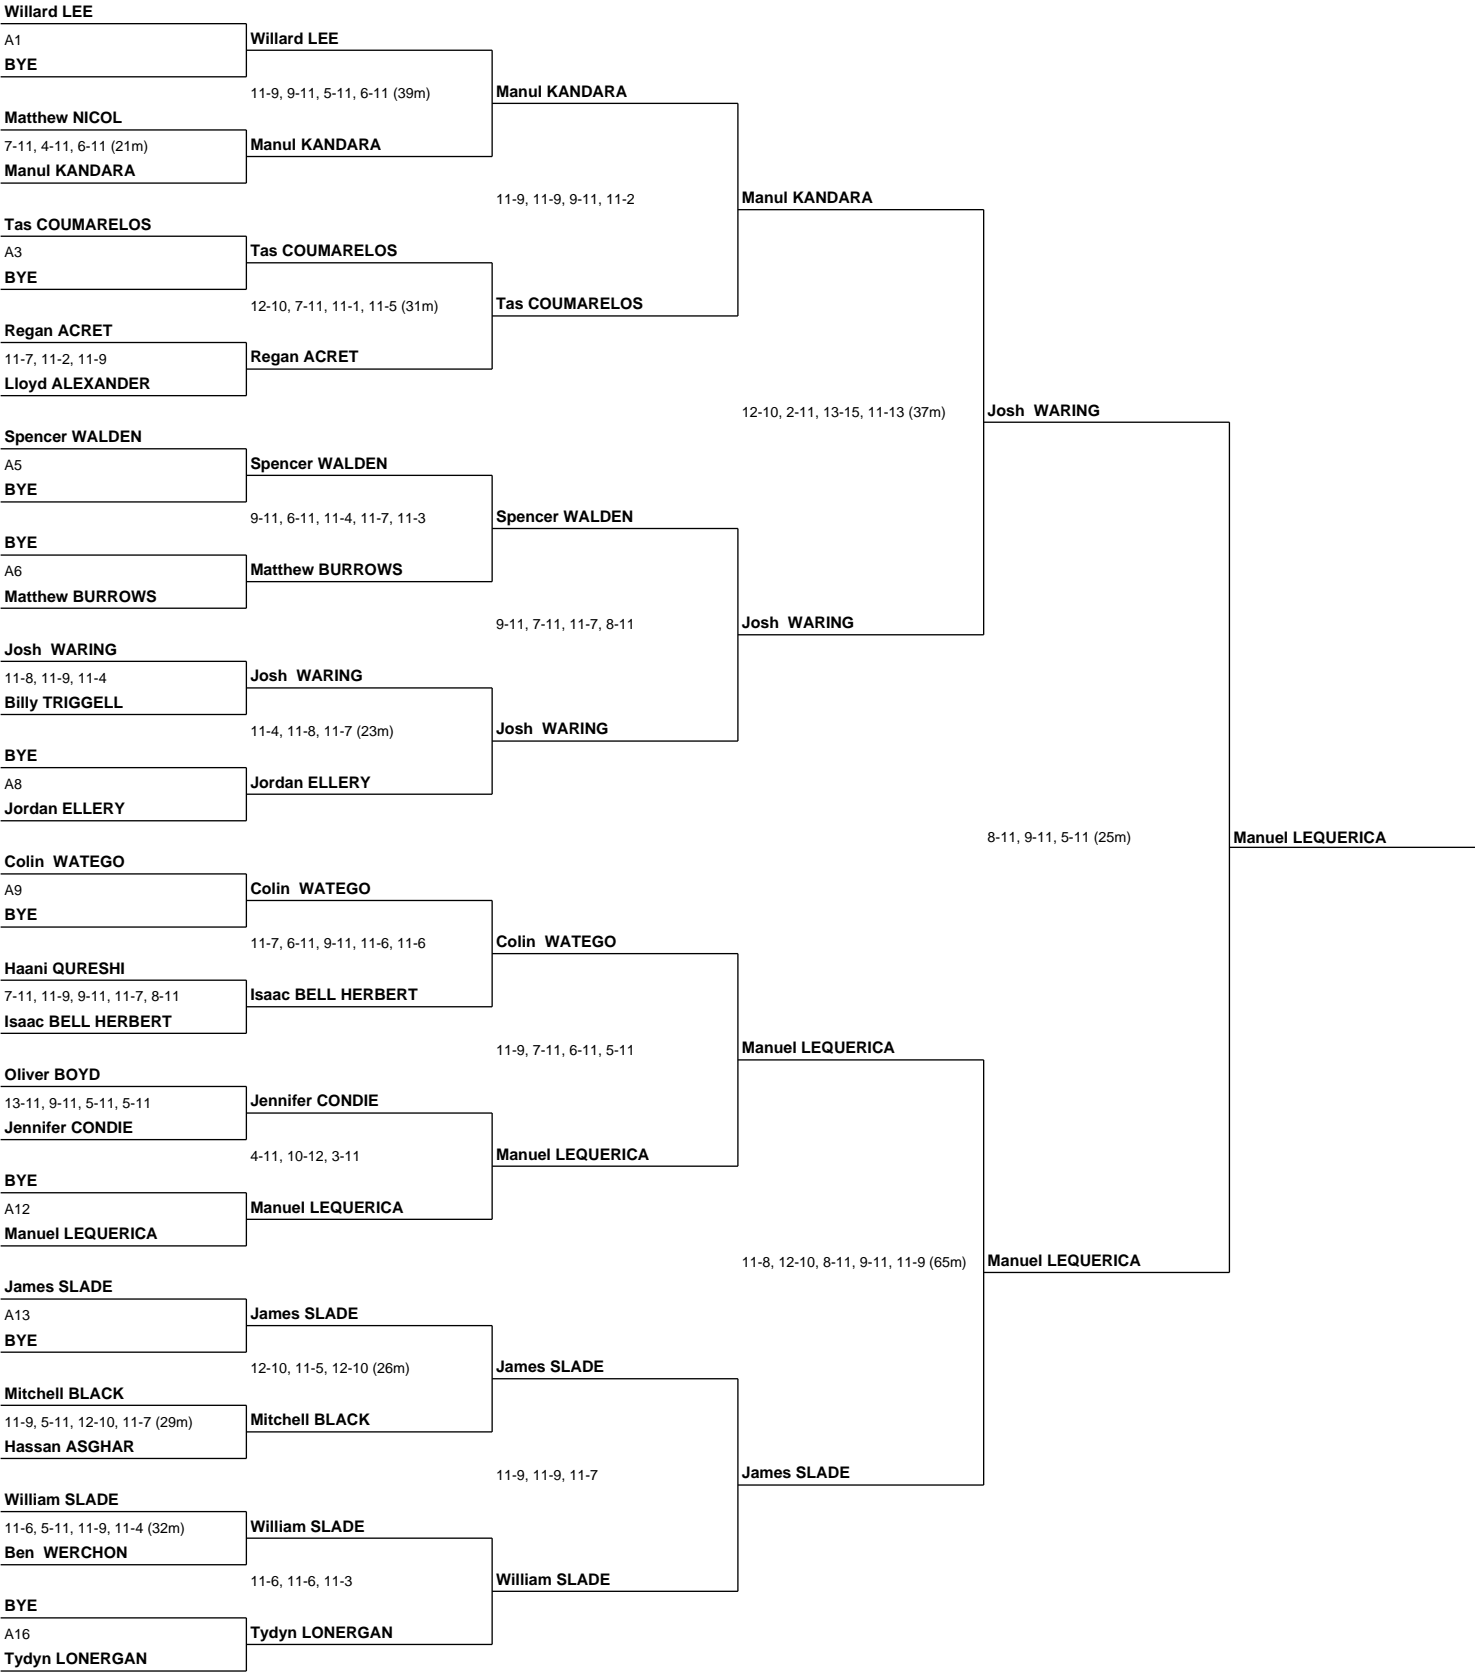 Willard LEE
A1
BYE
Matthew NICOL
7-11, 4-11, 6-11 (21m)
Manul KANDARA
Tas COUMARELOS
A3
BYE
Regan ACRET
11-7, 11-2, 11-9
Lloyd ALEXANDER
Spencer WALDEN
A5
BYE
BYE
A6
Matthew BURROWS
Josh WARING
11-8, 11-9, 11-4
Billy TRIGGELL
BYE
A8
Jordan ELLERY
Colin WATEGO
A9
BYE
Haani QURESHI
7-11, 11-9, 9-11, 11-7, 8-11
Isaac BELL HERBERT
Oliver BOYD
13-11, 9-11, 5-11, 5-11
Jennifer CONDIE
BYE
A12
Manuel LEQUERICA
James SLADE
A13
BYE
Mitchell BLACK
11-9, 5-11, 12-10, 11-7 (29m)
Hassan ASGHAR
William SLADE
11-6, 5-11, 11-9, 11-4 (32m)
Ben WERCHON
BYE
A16
Tydyn LONERGAN
Willard LEE
11-9, 9-11, 5-11, 6-11 (39m)
Manul KANDARA
Tas COUMARELOS
12-10, 7-11, 11-1, 11-5 (31m)
Regan ACRET
Spencer WALDEN
9-11, 6-11, 11-4, 11-7, 11-3
Matthew BURROWS
Josh WARING
11-4, 11-8, 11-7 (23m)
Jordan ELLERY
Colin WATEGO
11-7, 6-11, 9-11, 11-6, 11-6
Isaac BELL HERBERT
Jennifer CONDIE
4-11, 10-12, 3-11
Manuel LEQUERICA
James SLADE
12-10, 11-5, 12-10 (26m)
Mitchell BLACK
William SLADE
11-6, 11-6, 11-3
Tydyn LONERGAN
Manul KANDARA
11-9, 11-9, 9-11, 11-2
Tas COUMARELOS
Spencer WALDEN
9-11, 7-11, 11-7, 8-11
Josh WARING
Colin WATEGO
11-9, 7-11, 6-11, 5-11
Manuel LEQUERICA
James SLADE
11-9, 11-9, 11-7
William SLADE
Manul KANDARA
12-10, 2-11, 13-15, 11-13 (37m)
Josh WARING
Manuel LEQUERICA
11-8, 12-10, 8-11, 9-11, 11-9 (65m)
James SLADE
Josh WARING
8-11, 9-11, 5-11 (25m)
Manuel LEQUERICA
Manuel LEQUERICA